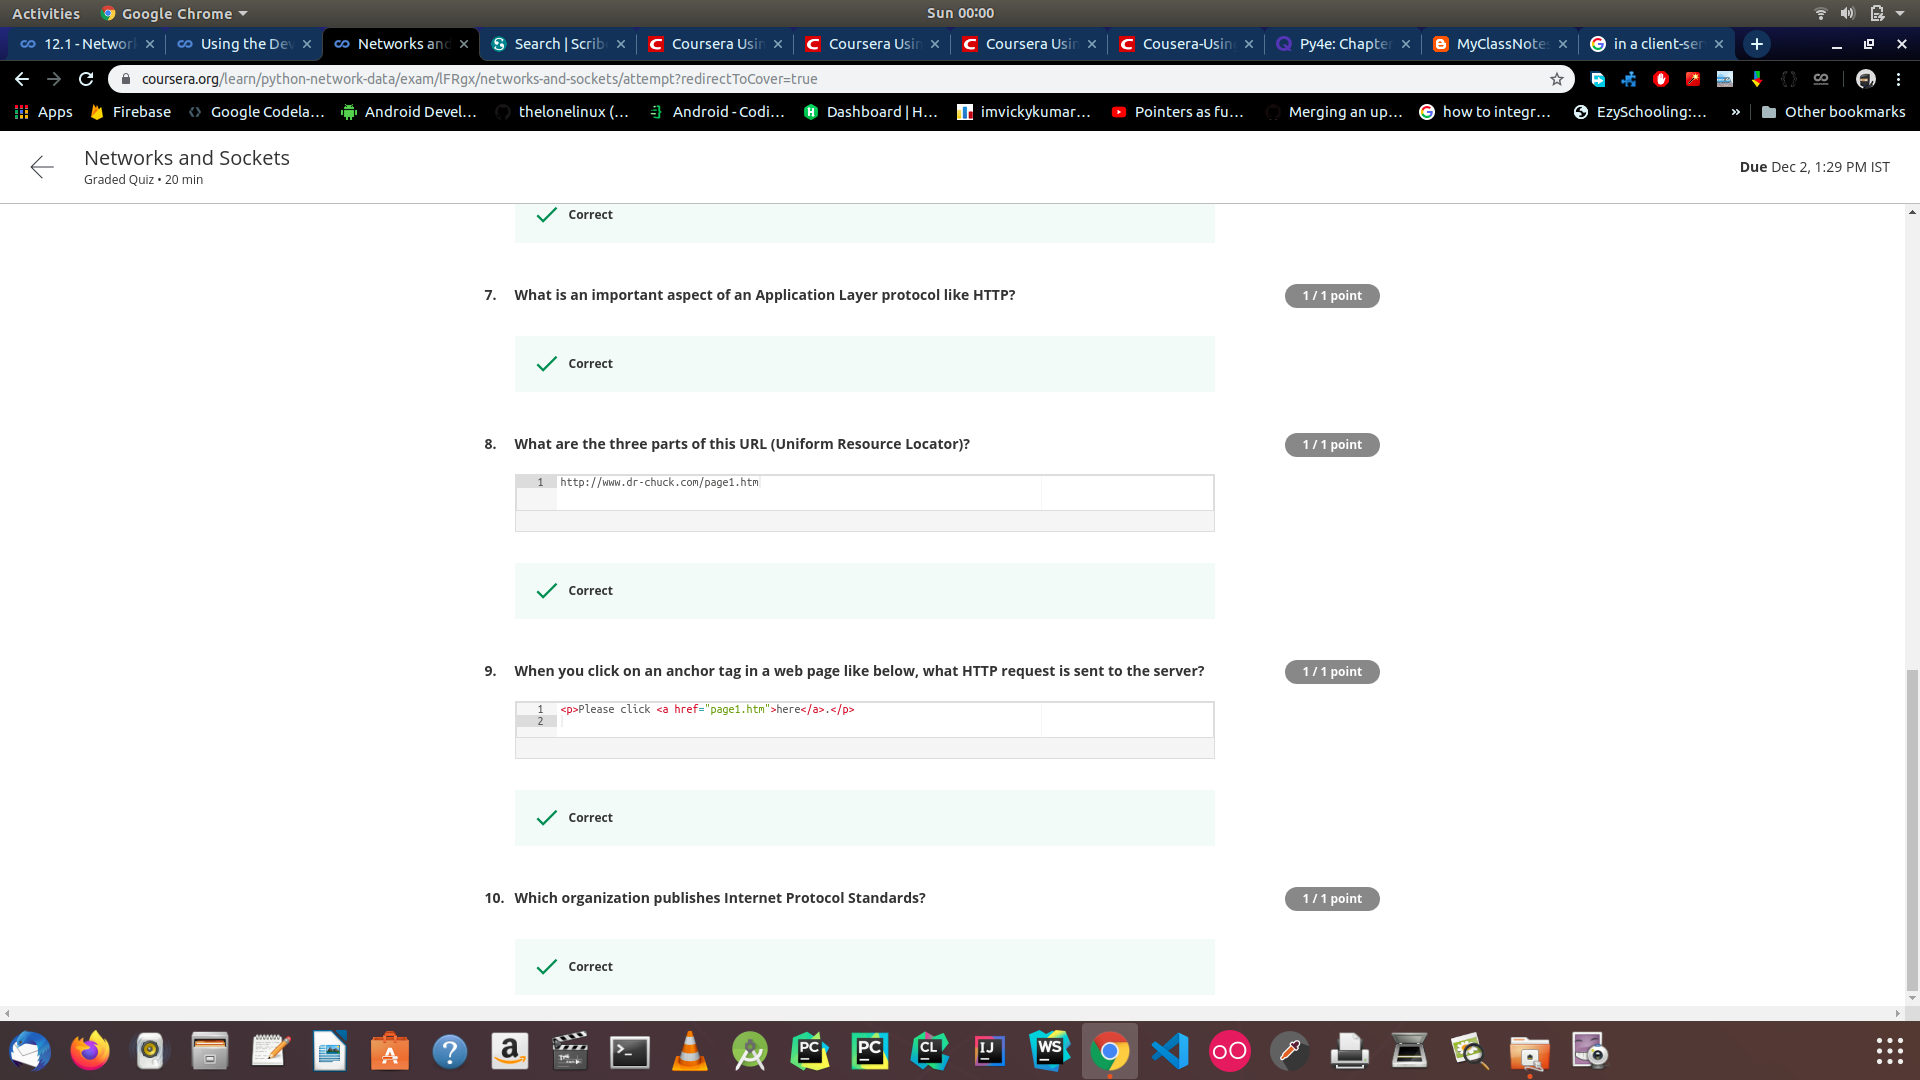 Activities Google Chrome Sun 00:00
12.1 - Networ Using the De Networks an Search | Scrib Coursera Usin Coursera Usin Coursera Usin Cousera-Usin Py4e: Chapte MyClassNote in a client-ser
coursera.org/learn/python-network-data/exam/lFRgx/networks-and-sockets/attempt?redirectToCover=true
Apps Firebase Google Codela... Android Devel... thelonelinux (... Android - Codi... Dashboard | H... imvickykumar... Pointers as fu... Merging an up... how to integr... EzySchooling:... » Other bookmarks
Networks and Sockets
Graded Quiz • 20 min
Due Dec 2, 1:29 PM IST
Correct
7. What is an important aspect of an Application Layer protocol like HTTP? 1 / 1 point
Correct
8. What are the three parts of this URL (Uniform Resource Locator)? 1 / 1 point
1 http://www.dr-chuck.com/page1.htm
Correct
9. When you click on an anchor tag in a web page like below, what HTTP request is sent to the server? 1 / 1 point
1 <p>Please click <a href="page1.htm">here</a>.</p>
2
Correct
10. Which organization publishes Internet Protocol Standards? 1 / 1 point
Correct